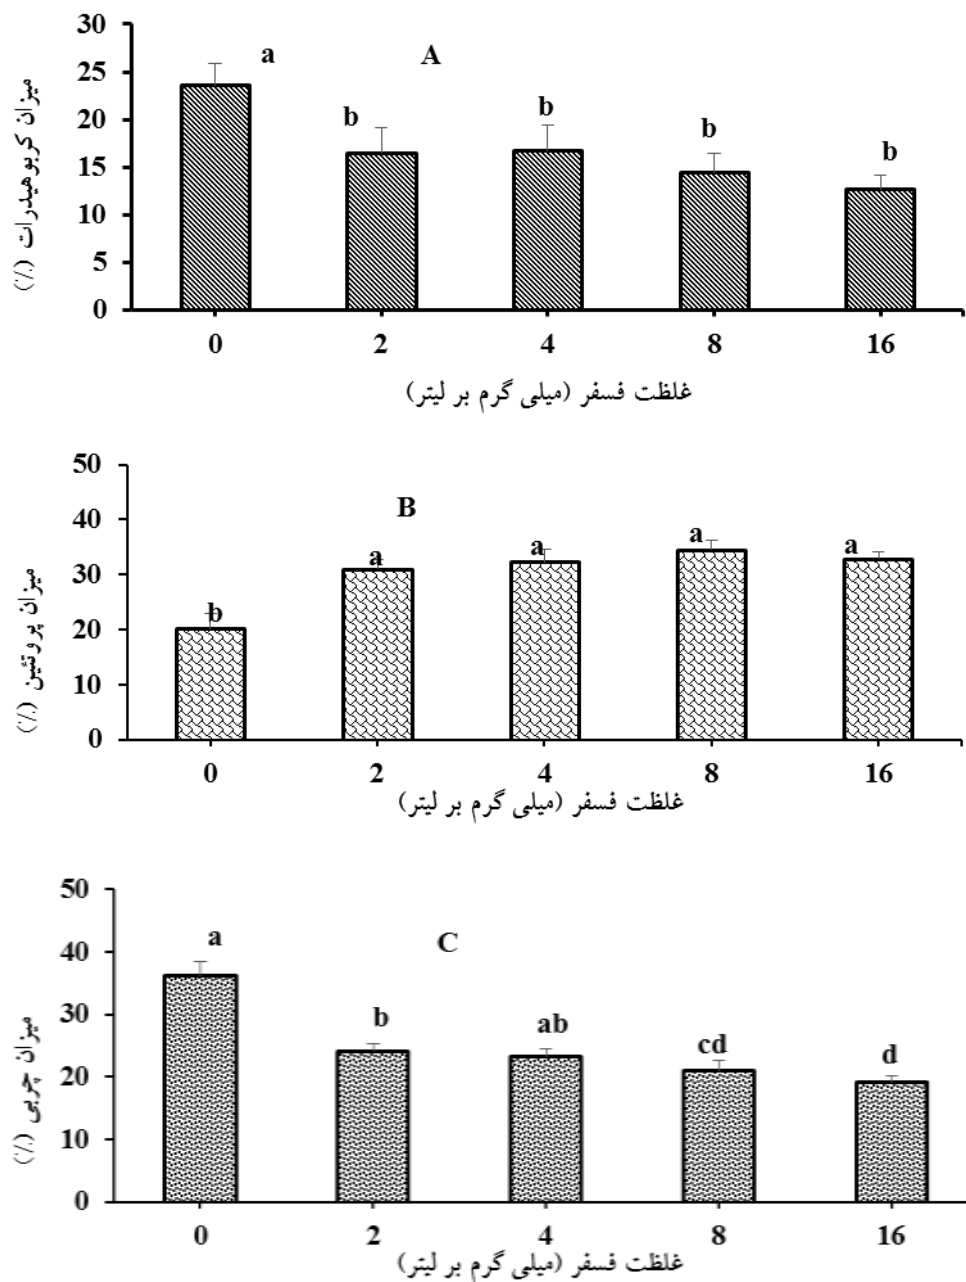 میزان کربوهیدرات (٪)
30
25
20
15
10
5
0
A
a
b
b
b
b
0 2 4 8 16
غلظت فسفر (میلی گرم بر لیتر)
میزان پروتئین (٪)
50
40
30
20
10
0
B
b
a
a
a
a
0 2 4 8 16
غلظت فسفر (میلی گرم بر لیتر)
میزان چربی (٪)
50
40
30
20
10
0
C
a
b
ab
cd
d
0 2 4 8 16
غلظت فسفر (میلی گرم بر لیتر)